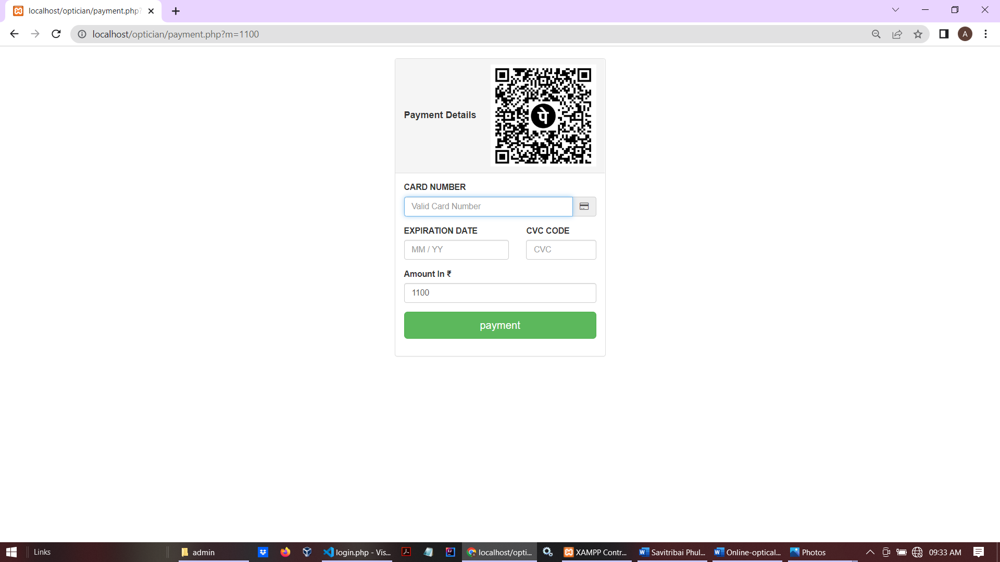 localhost/optician/payment.php?
localhost/optician/payment.php?m=1100
A
Payment Details
पे
CARD NUMBER
Valid Card Number
EXPIRATION DATE
CVC CODE
MM / YY
CVC
Amount In ₹
1100
payment
Links
admin
login.php - Vis...
localhost/opti...
XAMPP Contr...
Savitribai Phul...
Online-optical...
Photos
09:33 AM